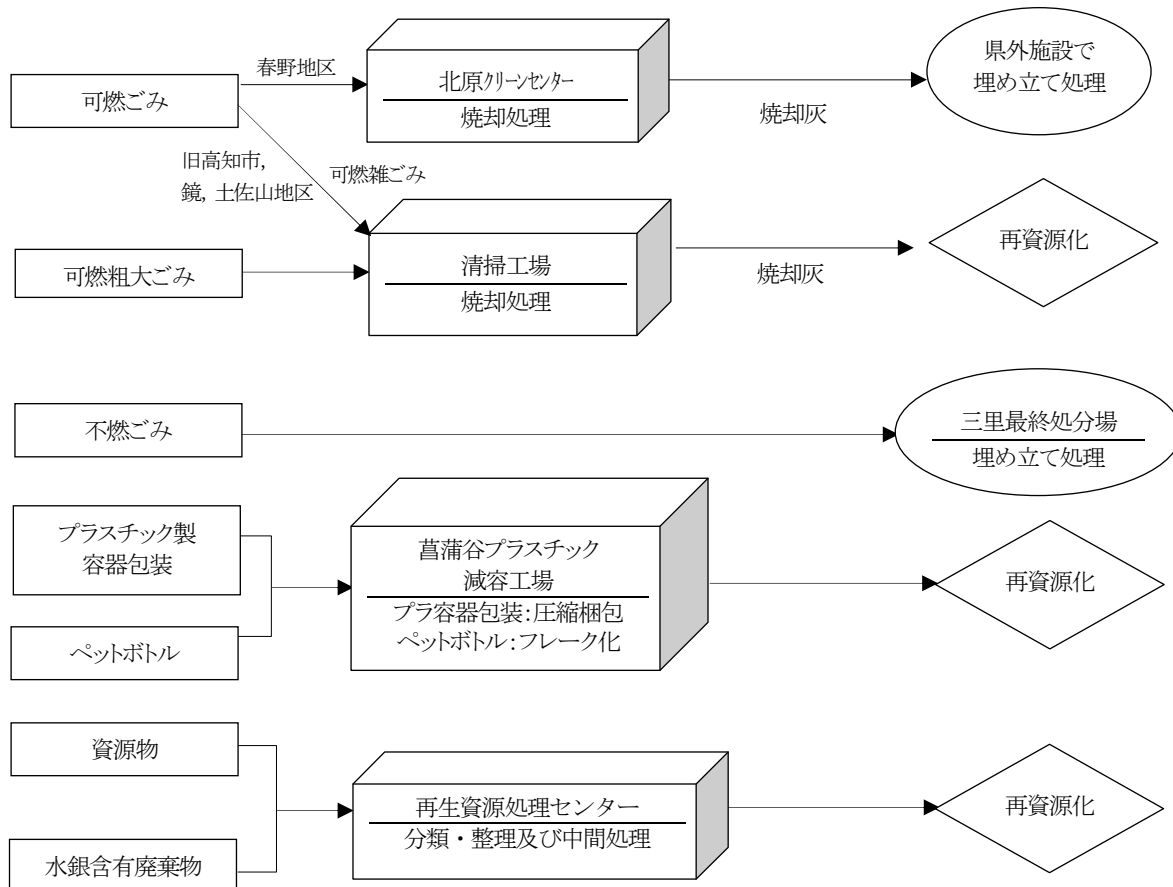 可燃ごみ
春野地区
北原クリーンセンター
焼却処理
焼却灰
県外施設で
埋め立て処理
旧高知市,
鏡, 土佐山地区
可燃雑ごみ
可燃粗大ごみ
清掃工場
焼却処理
焼却灰
再資源化
不燃ごみ
三里最終処分場
埋め立て処理
プラスチック製
容器包装
ペットボトル
菖蒲谷プラスチック
減容工場
プラ容器包装：圧縮梱包
ペットボトル：フレーク化
再資源化
資源物
水銀含有廃棄物
再生資源処理センター
分類・整理及び中間処理
再資源化